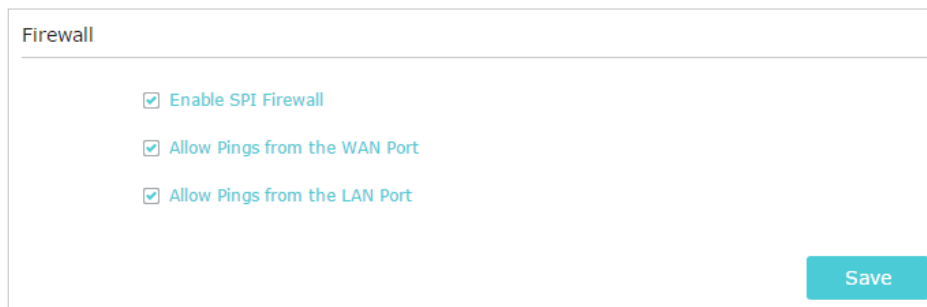 Firewall
Enable SPI Firewall
Allow Pings from the WAN Port
Allow Pings from the LAN Port
Save